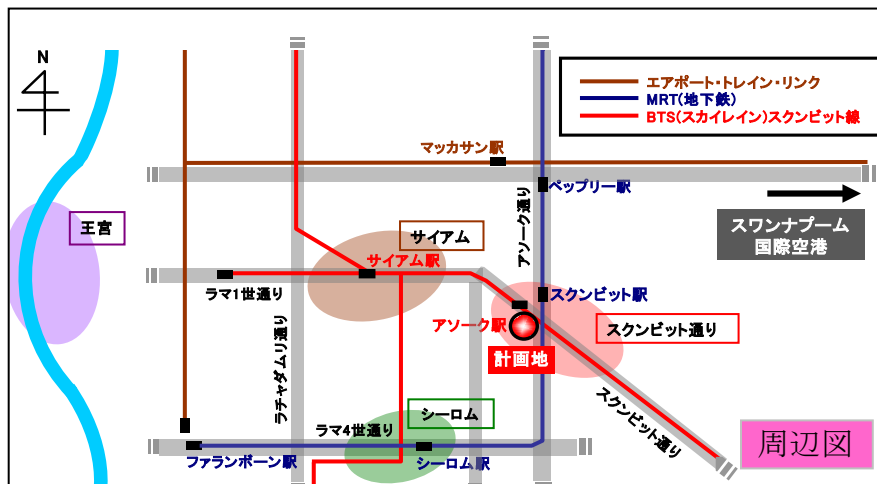 N
エアポート・トレイン・リンク
MRT(地下鉄)
BTS(スカイレイン)スクンビット線
マッカサン駅
ペップリー駅
アソーク通り
スワンナプーム
国際空港
王宮
サイアム
サイアム駅
ラマ1世通り
スクンビット駅
アソーク駅
スクンビット通り
計画地
ラチャダムリ通り
シーロム
スクンビット通り
ラマ4世通り
ファランポーン駅
シーロム駅
周辺図